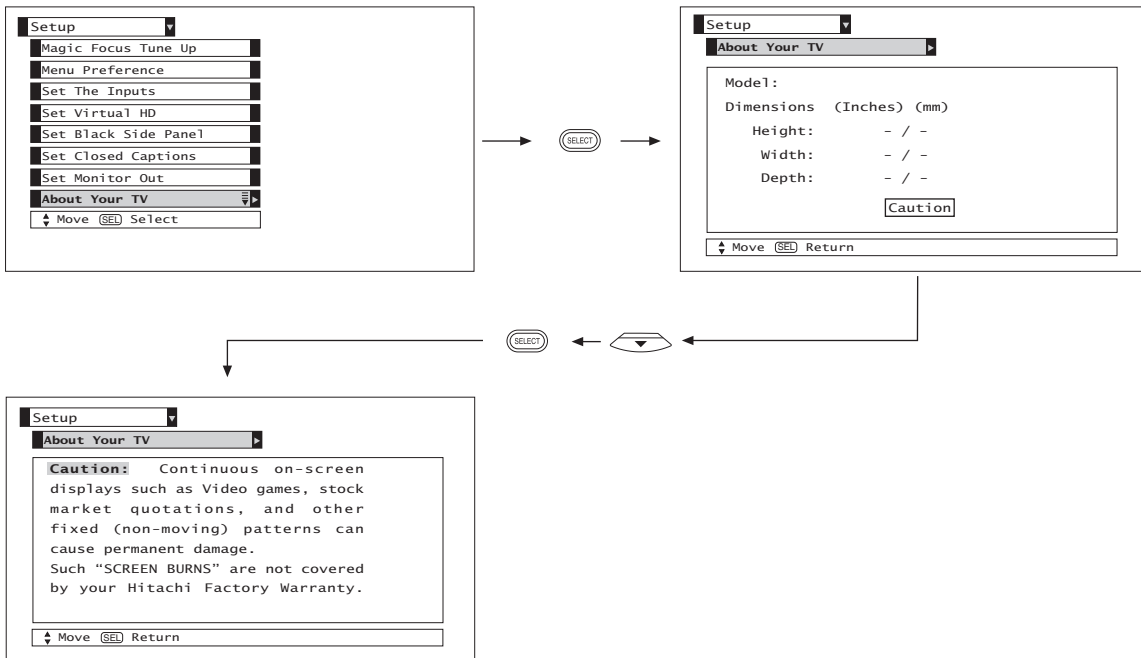 Setup
Magic Focus Tune Up
Menu Preference
Set The Inputs
Set Virtual HD
Set Black Side Panel
Set Closed Captions
Set Monitor Out
About Your TV
Move SEL Select
SELECT
Setup
About Your TV
Model:
Dimensions (Inches) (mm)
Height: - / -
Width: - / -
Depth: - / -
Caution
Move SEL Return
SELECT
Setup
About Your TV
Caution: Continuous on-screen
displays such as Video games, stock
market quotations, and other
fixed (non-moving) patterns can
cause permanent damage.
Such “SCREEN BURNS” are not covered
by your Hitachi Factory Warranty.
Move SEL Return